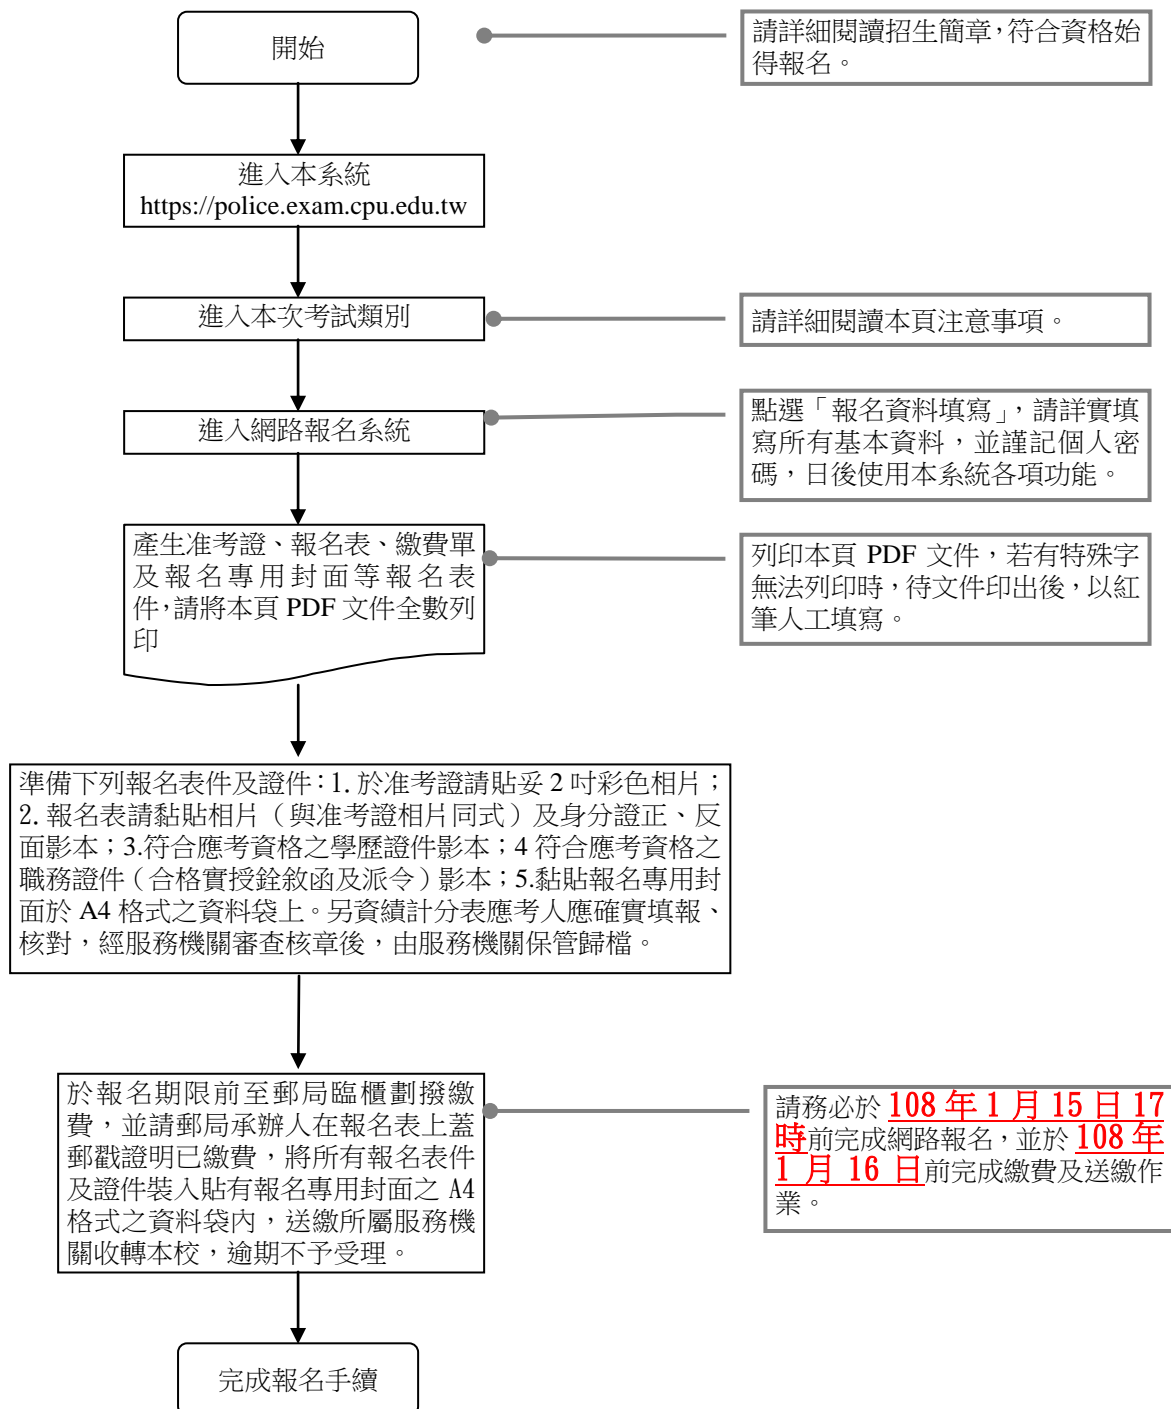 開始
請詳細閱讀招生簡章,符合資格始
得報名。
進入本系統
https://police.exam.cpu.edu.tw
進入本次考試類別
請詳細閱讀本頁注意事項。
進入網路報名系統
點選「報名資料填寫」,請詳實填
寫所有基本資料,並謹記個人密
碼,日後使用本系統各項功能。
產生准考證、報名表、繳費單
及報名專用封面等報名表
件,請將本頁 PDF 文件全數列
印
列印本頁 PDF 文件,若有特殊字
無法列印時,待文件印出後,以紅
筆人工填寫。
準備下列報名表件及證件:1. 於准考證請貼妥 2 吋彩色相片;
2. 報名表請黏貼相片(與准考證相片同式)及身分證正、反
面影本;3.符合應考資格之學歷證件影本;4 符合應考資格之
職務證件(合格實授銓敘函及派令)影本;5.黏貼報名專用封
面於 A4 格式之資料袋上。另資績計分表應考人應確實填報、
核對,經服務機關審查核章後,由服務機關保管歸檔。
於報名期限前至郵局臨櫃劃撥繳
費,並請郵局承辦人在報名表上蓋
郵戳證明已繳費,將所有報名表件
及證件裝入貼有報名專用封面之 A4
格式之資料袋內,送繳所屬服務機
關收轉本校,逾期不予受理。
請務必於 108 年 1 月 15 日 17
時前完成網路報名,並於 108 年
1 月 16 日前完成繳費及送繳作
業。
完成報名手續